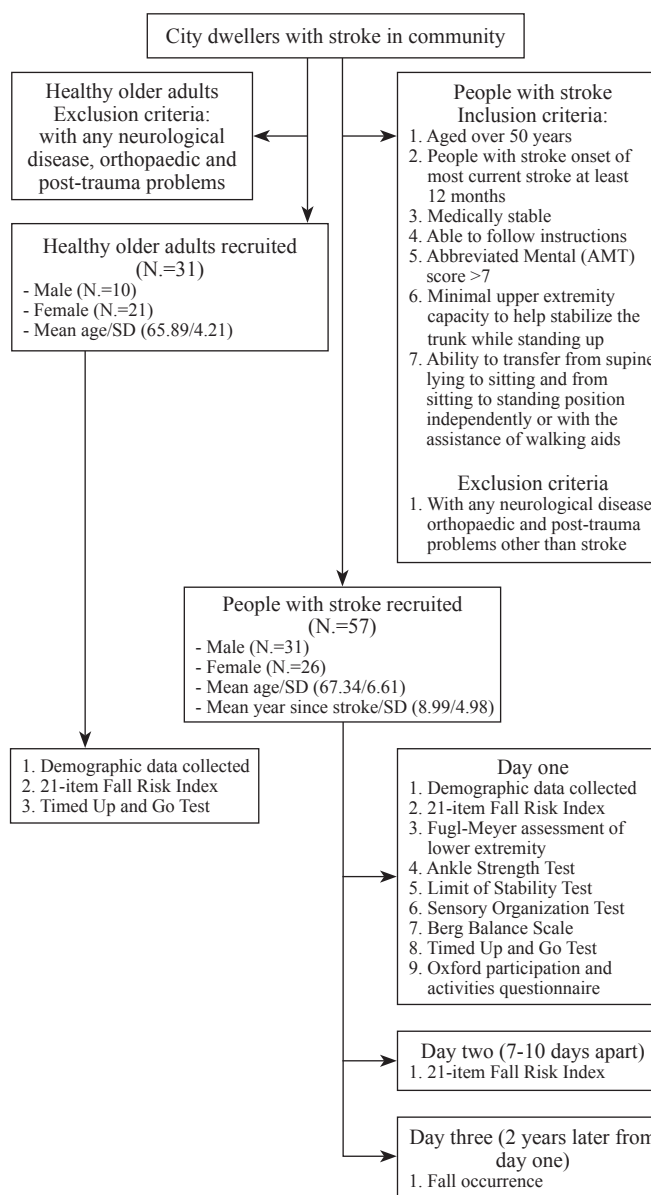 City dwellers with stroke in community
Healthy older adults
Exclusion criteria:
with any neurological
disease, orthopaedic and
post-trauma problems
People with stroke
Inclusion criteria:
1. Aged over 50 years
2. People with stroke onset of
most current stroke at least
12 months
3. Medically stable
4. Able to follow instructions
5. Abbreviated Mental (AMT)
score >7
6. Minimal upper extremity
capacity to help stabilize the
trunk while standing up
7. Ability to transfer from supine
lying to sitting and from
sitting to standing position
independently or with the
assistance of walking aids
Exclusion criteria
1. With any neurological disease
orthopaedic and post-trauma
problems other than stroke
Healthy older adults recruited
(N.=31)
- Male (N.=10)
- Female (N.=21)
- Mean age/SD (65.89/4.21)
People with stroke recruited
(N.=57)
- Male (N.=31)
- Female (N.=26)
- Mean age/SD (67.34/6.61)
- Mean year since stroke/SD (8.99/4.98)
1. Demographic data collected
2. 21-item Fall Risk Index
3. Timed Up and Go Test
Day one
1. Demographic data collected
2. 21-item Fall Risk Index
3. Fugl-Meyer assessment of
lower extremity
4. Ankle Strength Test
5. Limit of Stability Test
6. Sensory Organization Test
7. Berg Balance Scale
8. Timed Up and Go Test
9. Oxford participation and
activities questionnaire
Day two (7-10 days apart)
1. 21-item Fall Risk Index
Day three (2 years later from
day one)
1. Fall occurrence